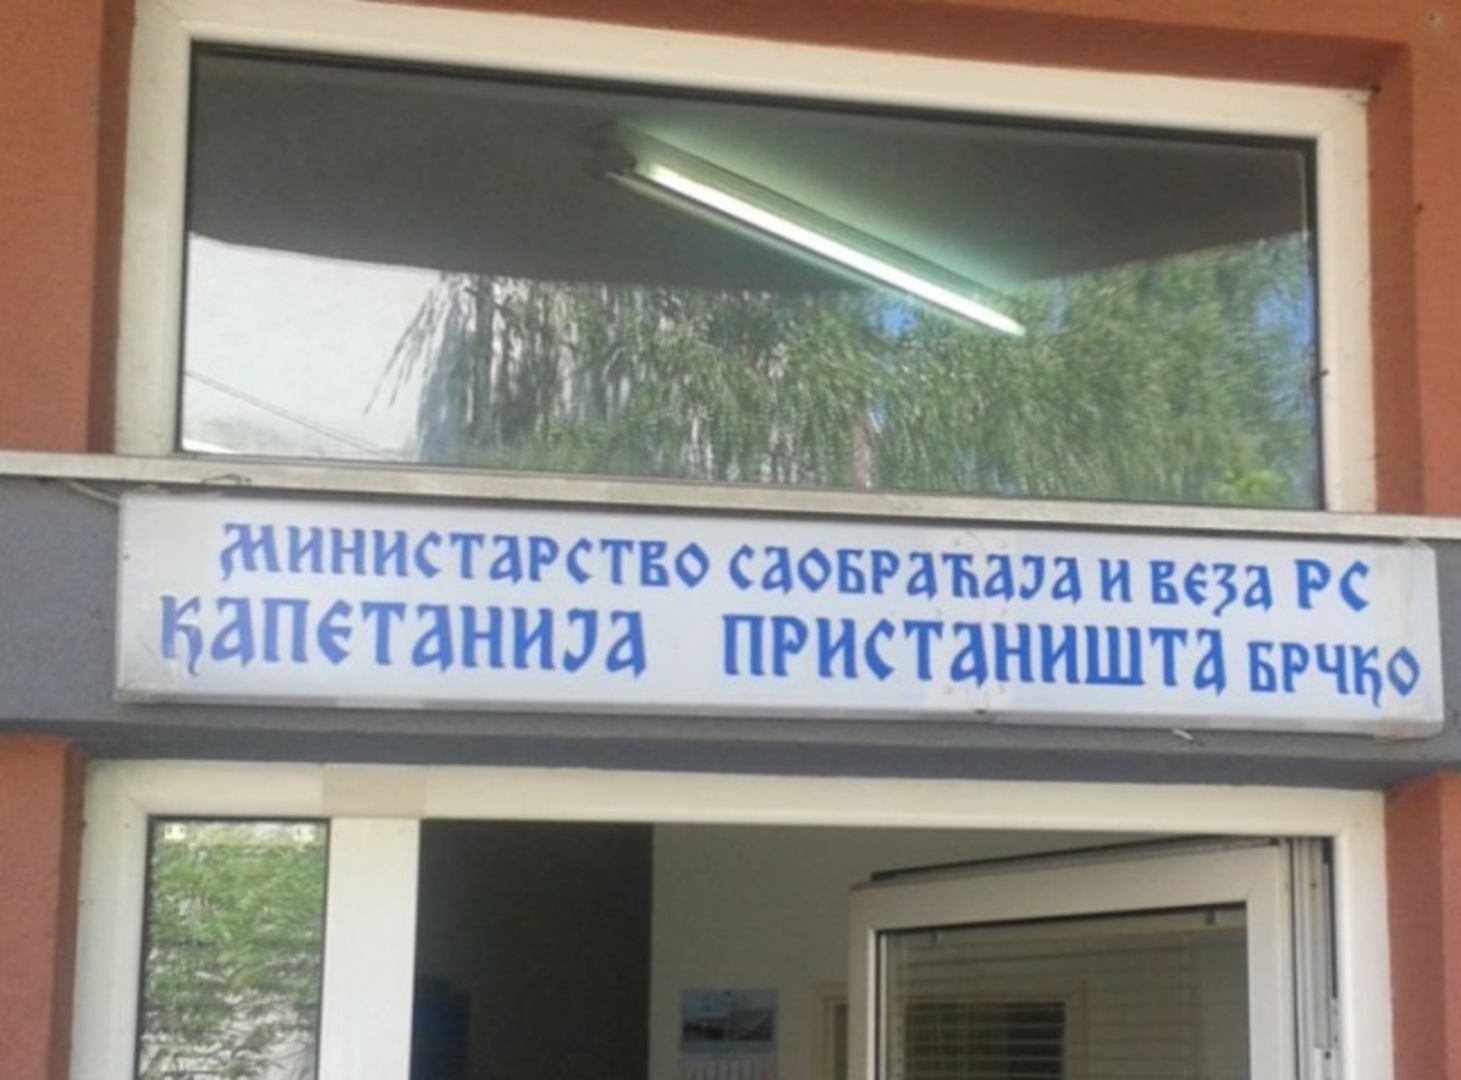 МИНИСТАРСТВО САОБРАЋАЈА И ВЕЗА РС
КАПЕТАНИЈА ПРИСТАНИШТА БРЧКО